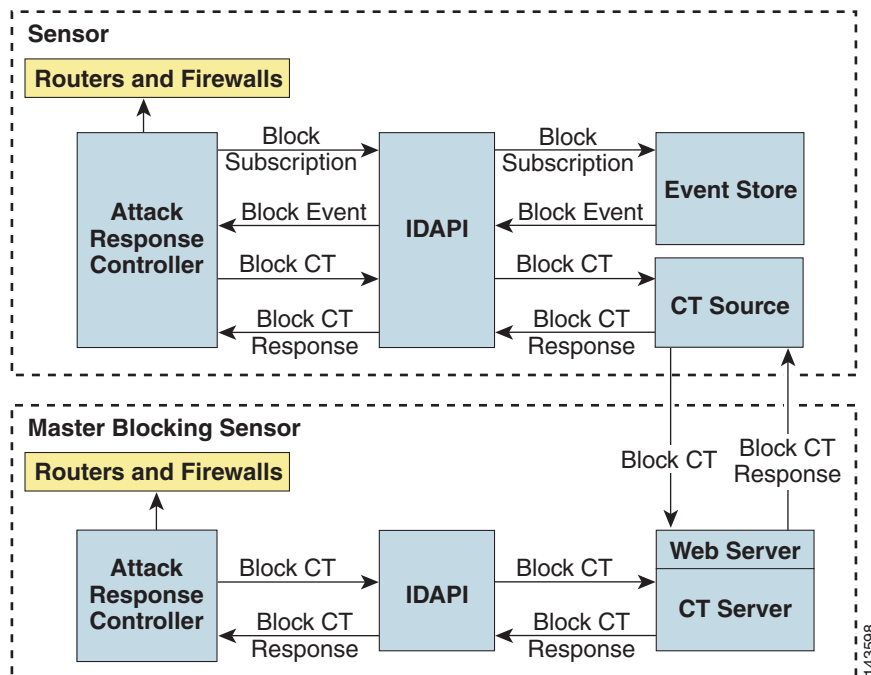 Sensor
Routers and Firewalls
Block
Subscription
Block
Subscription
Attack
Response
Controller
IDAPI
Event Store
Block Event
Block Event
Block CT
Block CT
CT Source
Block CT
Response
Block CT
Response
Block CT
Block CT
Response
Master Blocking Sensor
Routers and Firewalls
Attack
Response
Controller
IDAPI
Web Server
CT Server
Block CT
Block CT
Block CT
Response
Block CT
Response
143598